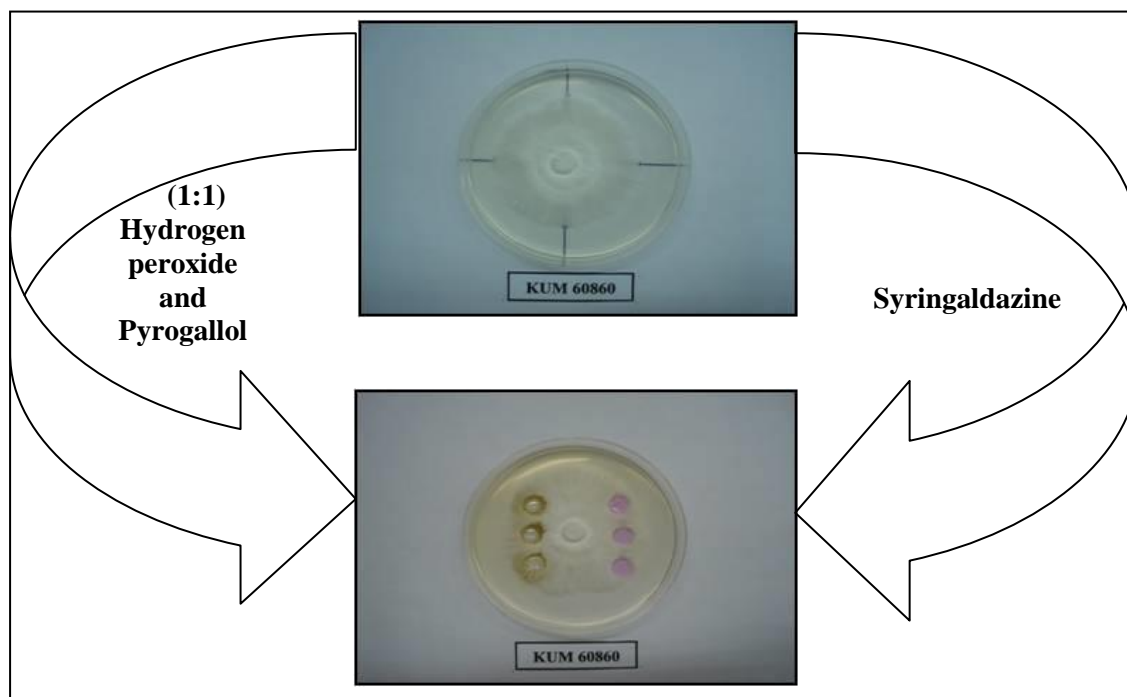 (1:1)
Hydrogen
peroxide
and
Pyrogallol
KUM 60860
Syringaldazine
KUM 60860